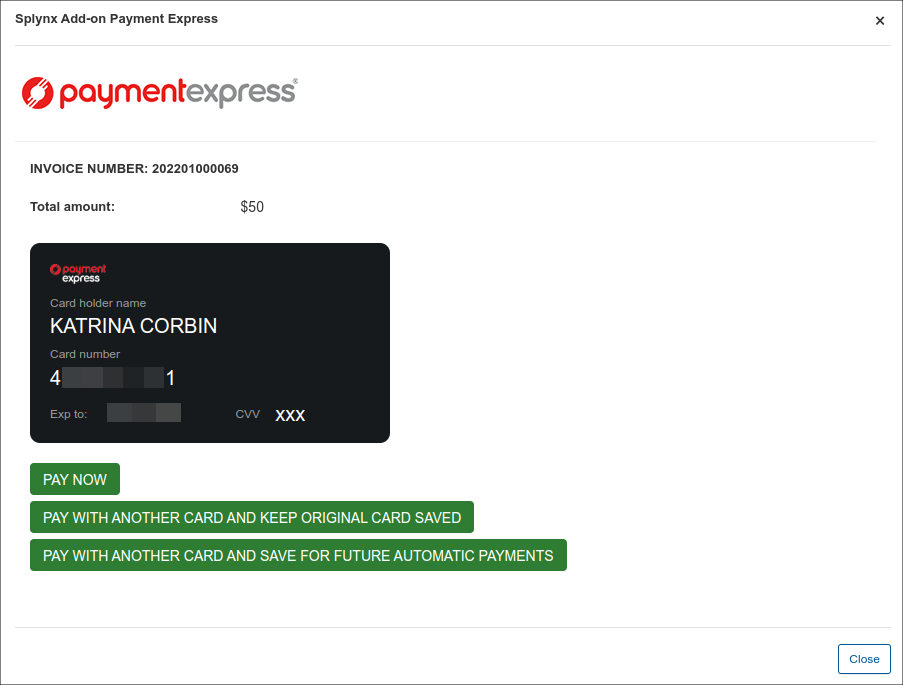 Splynx Add-on Payment Express ×
paymentexpress®
INVOICE NUMBER: 202201000069
Total amount: $50
payment
express
Card holder name
KATRINA CORBIN
Card number
4 1
Exp to: CVV XXX
PAY NOW
PAY WITH ANOTHER CARD AND KEEP ORIGINAL CARD SAVED
PAY WITH ANOTHER CARD AND SAVE FOR FUTURE AUTOMATIC PAYMENTS
Close